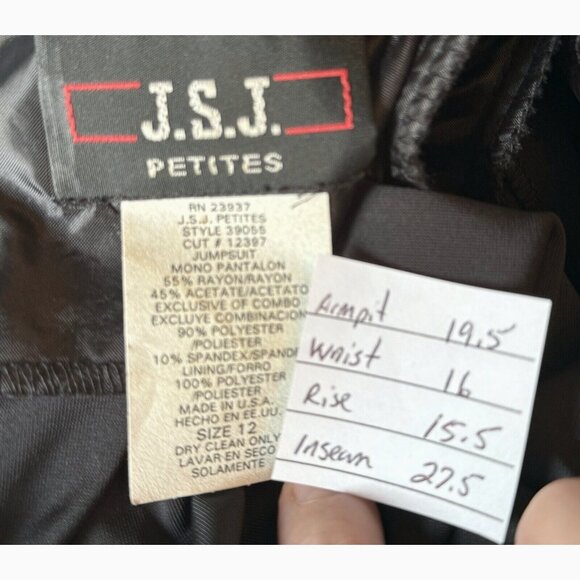 J.S.J.
PETITES
RN 23937
J.S.J. PETITES
STYLE 39055
CUT # 12397
JUMPSUIT
MONO PANTALON
55% RAYON/RAYON
45% ACETATE/ACETATO
EXCLUSIVE OF COMBO
EXCLUYE COMBINACION
90% POLYESTER
/POLIESTER
10% SPANDEX/SPAND
LINING/FORRO
100% POLYESTER
/POLIESTER
MADE IN U.S.A.
HECHO EN EE.UU.
SIZE 12
DRY CLEAN ONLY
LAVAR EN SECO
SOLAMENTE
Armpit 19.5
Waist 16
Rise 15.5
Inseam 27.5